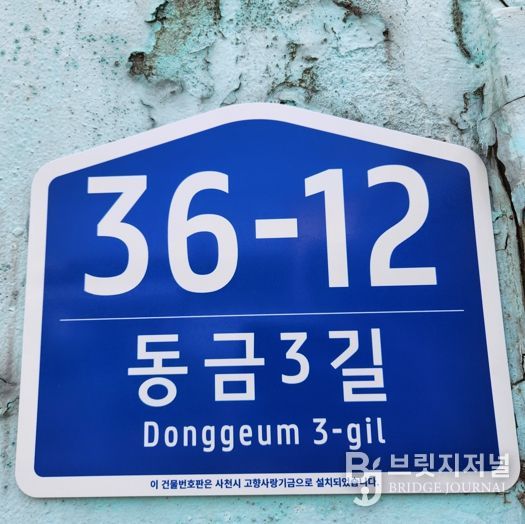 36-12
동금3길
Donggeum 3-gil
이 건물번호판은 사천시 고향사랑기금으로 설치되었습니다.
BJ 브릿지저널
BRIDGE JOURNAL